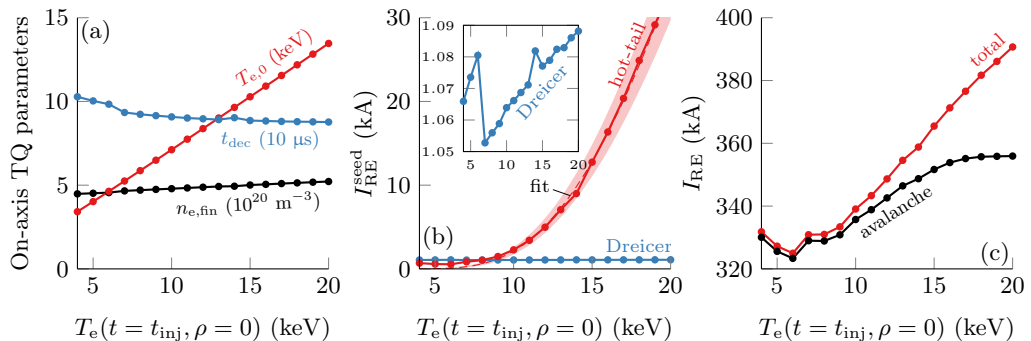 On-axis TQ parameters
15
10
5
0
(a)
T_e,0 (keV)
t_dec (10 μs)
n_e,fin (10^20 m^−3)
5
10
15
20
T_e(t = t_inj, ρ = 0) (keV)
I_RE^seed (kA)
30
20
10
0
1.09
1.08
1.07
1.06
1.05
5
10
15
20
Dreicer
hot-tail
fit
(b)
Dreicer
5
10
15
20
T_e(t = t_inj, ρ = 0) (keV)
I_RE (kA)
400
380
360
340
320
total
avalanche
(c)
5
10
15
20
T_e(t = t_inj, ρ = 0) (keV)